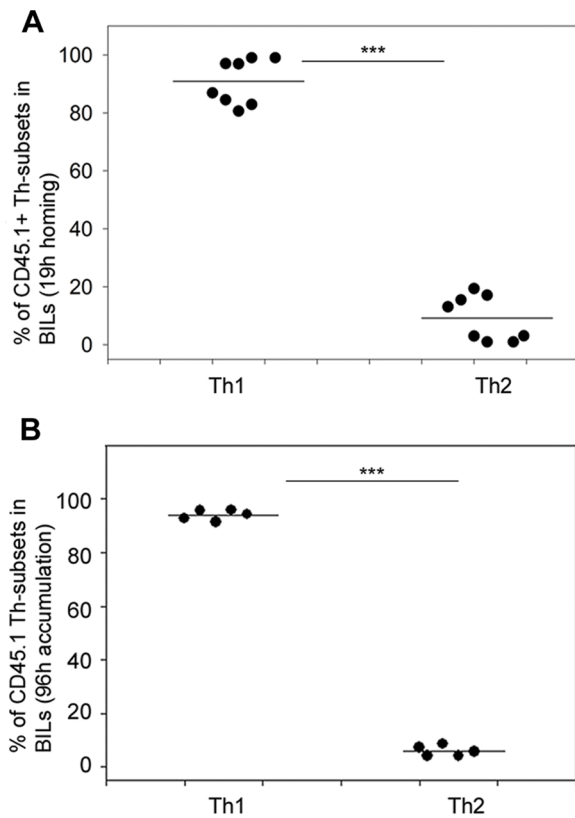 A
% of CD45.1+ Th-subsets in
BILs (19h homing)
100
80
60
40
20
0
***
Th1 Th2
B
% of CD45.1 Th-subsets in
BILs (96h accumulation)
100
80
60
40
20
0
***
Th1 Th2